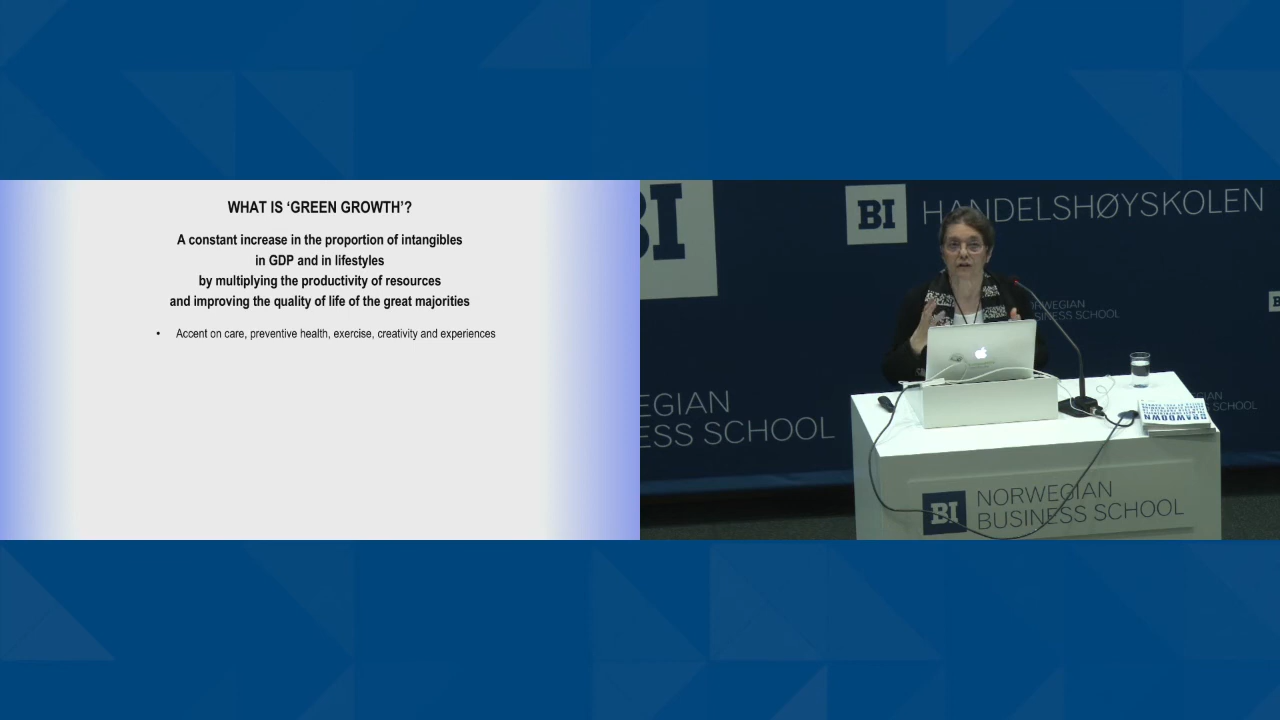 WHAT IS ‘GREEN GROWTH’?
A constant increase in the proportion of intangibles
in GDP and in lifestyles
by multiplying the productivity of resources
and improving the quality of life of the great majorities
• Accent on care, preventive health, exercise, creativity and experiences
BI
BI HANDELSHØYSKOLEN
NORWEGIAN
BUSINESS SCHOOL
EGIAN
ESS SCHOOL
DRAWDOWN
BI NORWEGIAN
BUSINESS SCHOOL